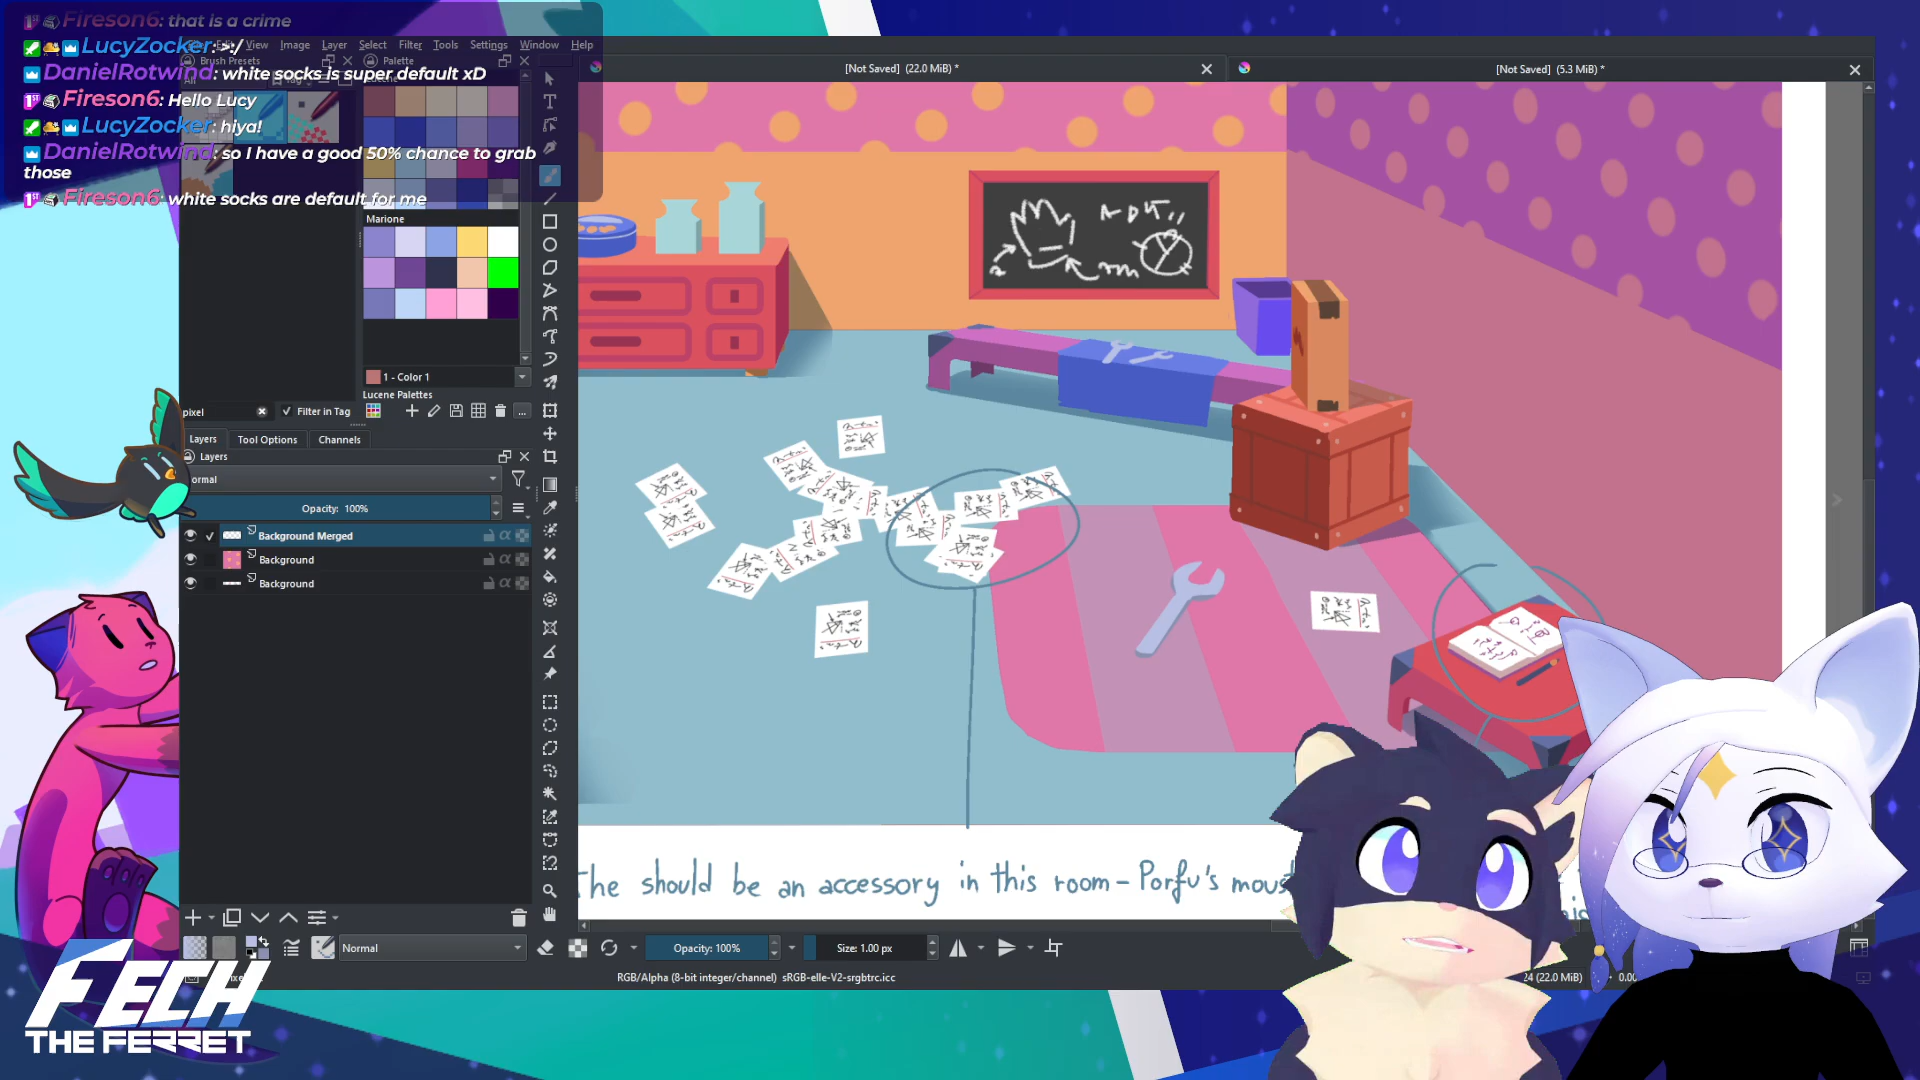 Fireson6: that is a crime
LucyZocker: >:/
DanielRotwind: white socks is super default xD
Fireson6: Hello Lucy
LucyZocker: hiya!
DanielRotwind: so I have a good 50% chance to grab
those
Fireson6: white socks are default for me
View Image Layer Select Filter Tools Settings Window Help
Brush Presets
Palette
[Not Saved] (22.0 MiB) *
[Not Saved] (5.3 MiB) *
Marione
1 - Color 1
Lucene Palettes
pixel
Filter in Tag
Layers Tool Options Channels
Layers
ormal
Opacity: 100%
Background Merged
Background
Background
The should be an accessory in this room - Porfu's mous
Normal
Opacity: 100%
Size: 1.00 px
RGB/Alpha (8-bit integer/channel) sRGB-elle-V2-srgbtrc.icc
24 (22.0 MiB)
0.00
FECH
THE FERRET